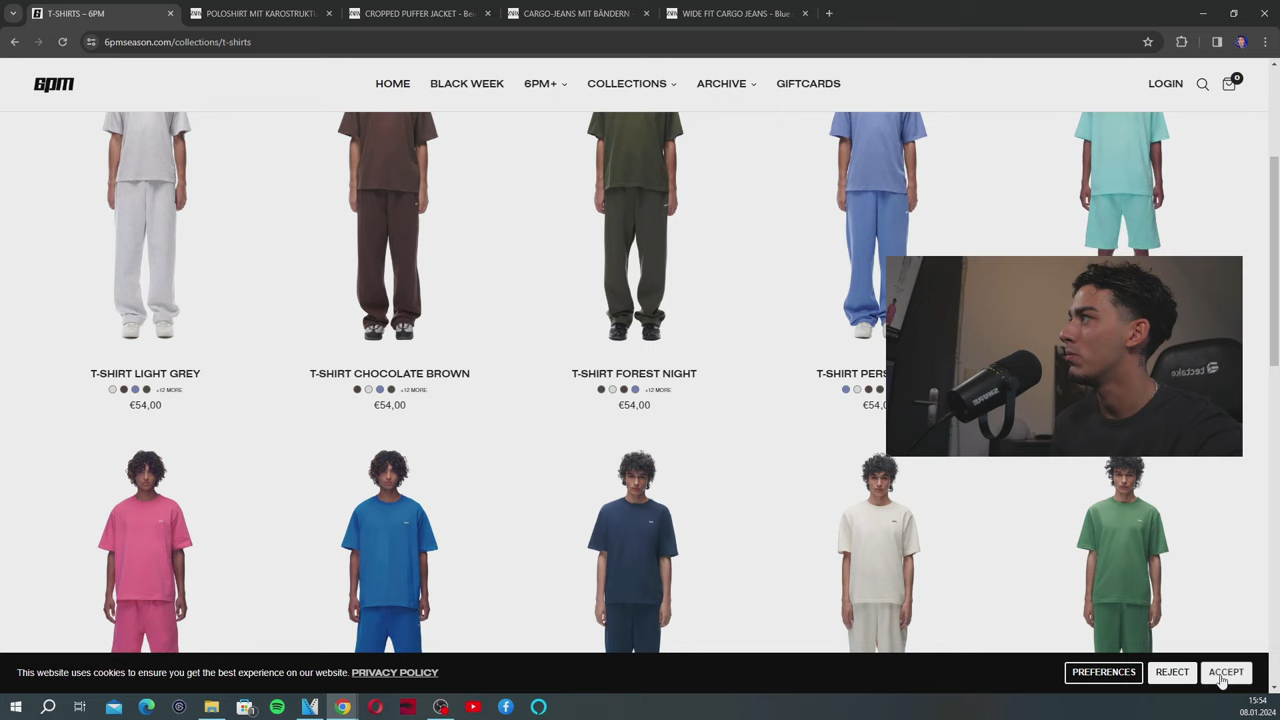 T-SHIRTS – 6PM
POLOSHIRT MIT KAROSTRUKTU
CROPPED PUFFER JACKET - Be
CARGO-JEANS MIT BÄNDERN -
WIDE FIT CARGO JEANS - Blue
6pmseason.com/collections/t-shirts
6pm
HOME
BLACK WEEK
6PM+
COLLECTIONS
ARCHIVE
GIFTCARDS
LOGIN
0
T-SHIRT LIGHT GREY
T-SHIRT CHOCOLATE BROWN
T-SHIRT FOREST NIGHT
T-SHIRT PERS
+12 MORE
+12 MORE
+12 MORE
€54,00
€54,00
€54,00
€54,0
SHURE
tectake
This website uses cookies to ensure you get the best experience on our website. PRIVACY POLICY
PREFERENCES
REJECT
ACCEPT
15:54
08.01.2024